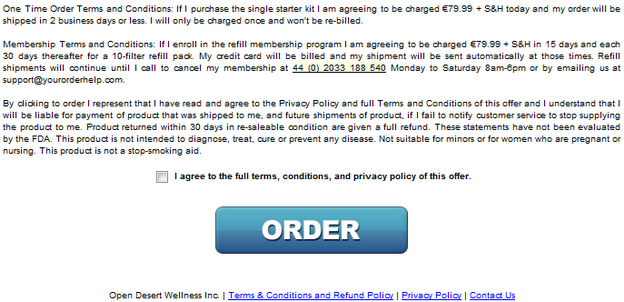 One Time Order Terms and Conditions: If I purchase the single starter kit I am agreeing to be charged €79.99 + S&H today and my order will be
shipped in 2 business days or less. I will only be charged once and won't be re-billed.
Membership Terms and Conditions: If I enroll in the refill membership program I am agreeing to be charged €79.99 + S&H in 15 days and each
30 days thereafter for a 10-filter refill pack. My credit card will be billed and my shipment will be sent automatically at those times. Refill
shipments will continue until I call to cancel my membership at 44 (0) 2033 188 540 Monday to Saturday 8am-6pm or by emailing us at
support@yourorderhelp.com.
By clicking to order I represent that I have read and agree to the Privacy Policy and full Terms and Conditions of this offer and I understand that I
will be liable for payment of product that was shipped to me, and future shipments of product, if I fail to notify customer service to stop supplying
the product to me. Product returned within 30 days in re-saleable condition are given a full refund. These statements have not been evaluated
by the FDA. This product is not intended to diagnose, treat, cure or prevent any disease. Not suitable for minors or for women who are pregnant or
nursing. This product is not a stop-smoking aid.
I agree to the full terms, conditions, and privacy policy of this offer.
ORDER
Open Desert Wellness Inc. | Terms & Conditions and Refund Policy | Privacy Policy | Contact Us